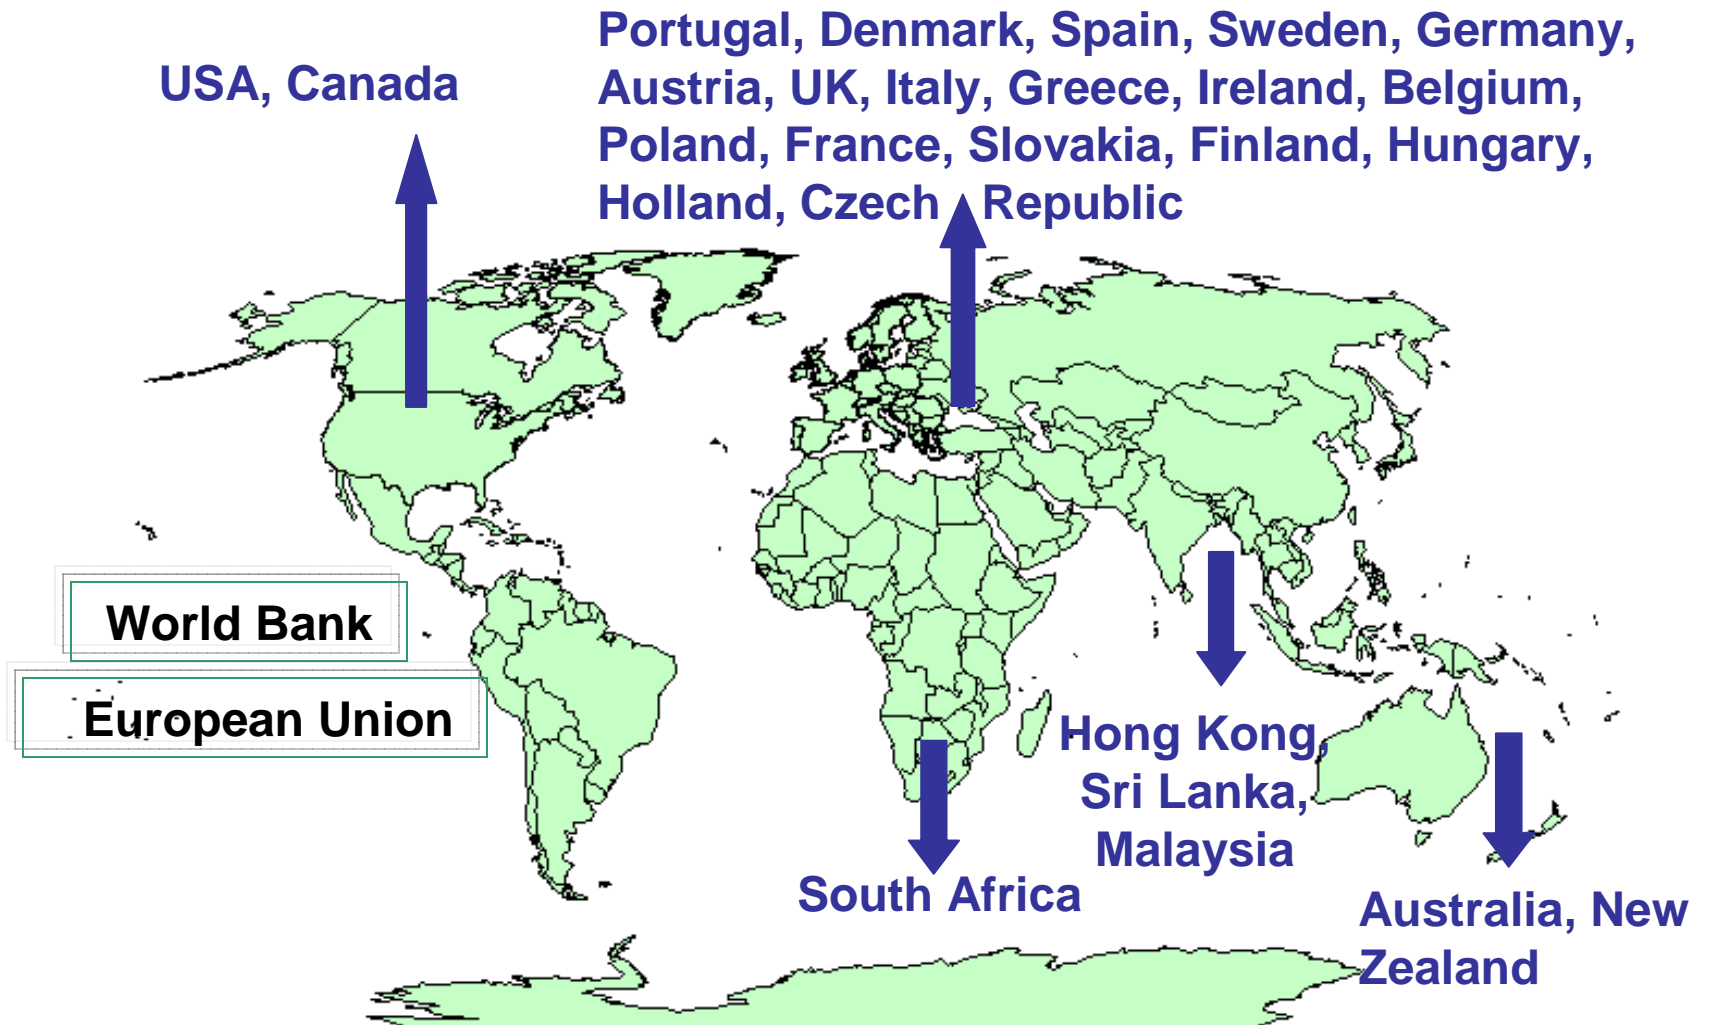 USA, Canada
Portugal, Denmark, Spain, Sweden, Germany,
Austria, UK, Italy, Greece, Ireland, Belgium,
Poland, France, Slovakia, Finland, Hungary,
Holland, Czech Republic
World Bank
European Union
Hong Kong,
Sri Lanka,
Malaysia
South Africa
Australia, New
Zealand